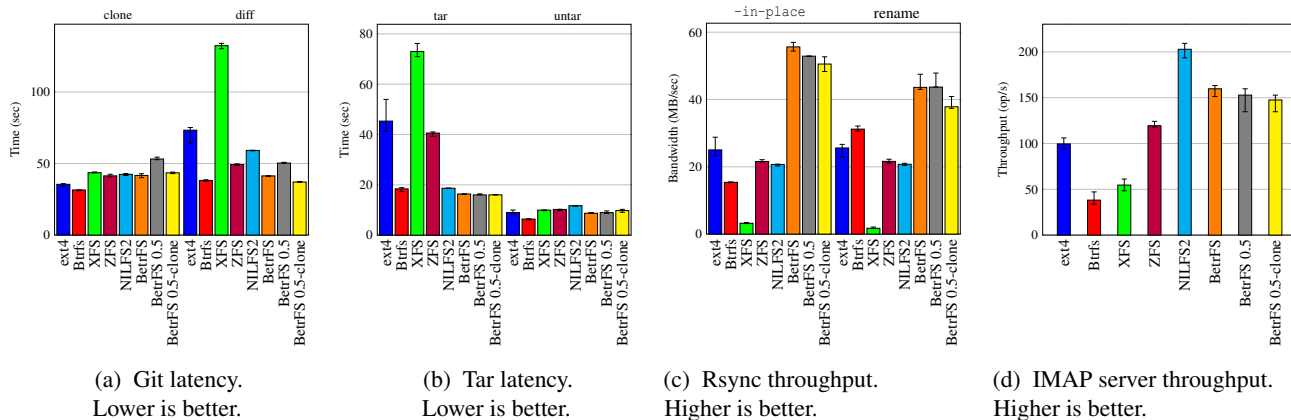 clone diff
Time (sec)
100
50
0
ext4
Btrfs
XFS
ZFS
NILFS2
BetrFS
BetrFS 0.5
BetrFS 0.5-clone
ext4
Btrfs
XFS
ZFS
NILFS2
BetrFS
BetrFS 0.5
BetrFS 0.5-clone
(a) Git latency.
Lower is better.
tar untar
Time (sec)
80
60
40
20
0
ext4
Btrfs
XFS
ZFS
NILFS2
BetrFS
BetrFS 0.5
BetrFS 0.5-clone
ext4
Btrfs
XFS
ZFS
NILFS2
BetrFS
BetrFS 0.5
BetrFS 0.5-clone
(b) Tar latency.
Lower is better.
-in-place rename
Bandwidth (MB/sec)
60
40
20
0
ext4
Btrfs
XFS
ZFS
NILFS2
BetrFS
BetrFS 0.5
BetrFS 0.5-clone
ext4
Btrfs
XFS
ZFS
NILFS2
BetrFS
BetrFS 0.5
BetrFS 0.5-clone
(c) Rsync throughput.
Higher is better.
Throughput (op/s)
200
150
100
50
0
ext4
Btrfs
XFS
ZFS
NILFS2
BetrFS
BetrFS 0.5
BetrFS 0.5-clone
(d) IMAP server throughput.
Higher is better.